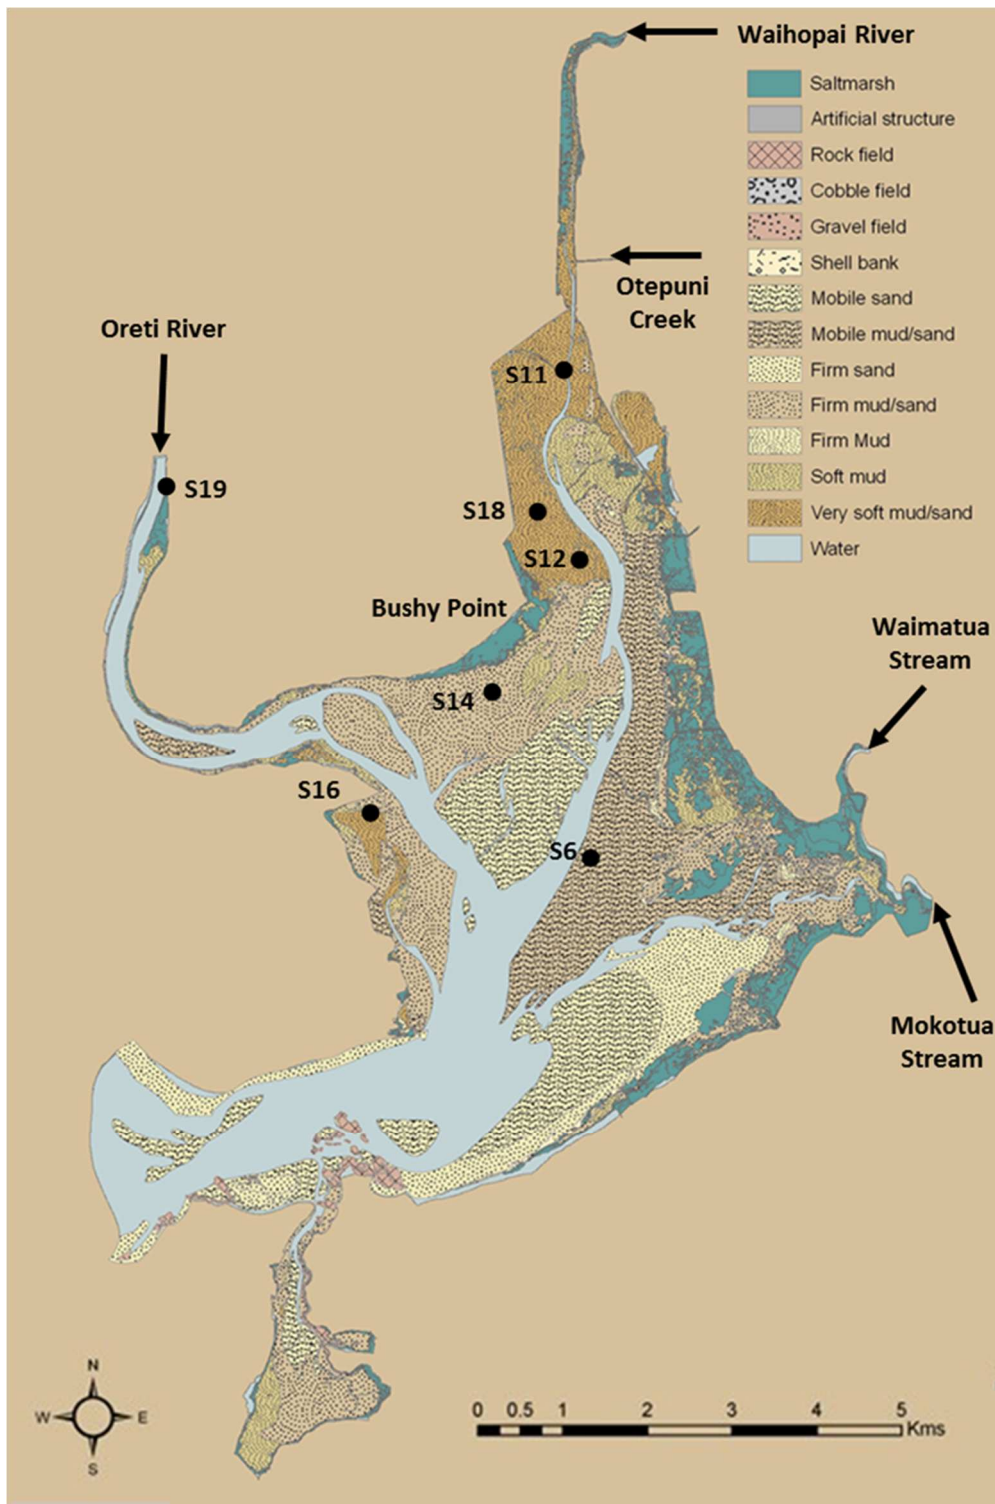 Waihopai River
Saltmarsh
Artificial structure
Rock field
Cobble field
Gravel field
Shell bank
Mobile sand
Mobile mud/sand
Firm sand
Firm mud/sand
Firm Mud
Soft mud
Very soft mud/sand
Water
Otepuni
Creek
Oreti River
S11
S19
S18
S12
Bushy Point
Waimatua
Stream
S14
S16
S6
Mokotua
Stream
N
W E
S
0 0.5 1 2 3 4 5
Kms